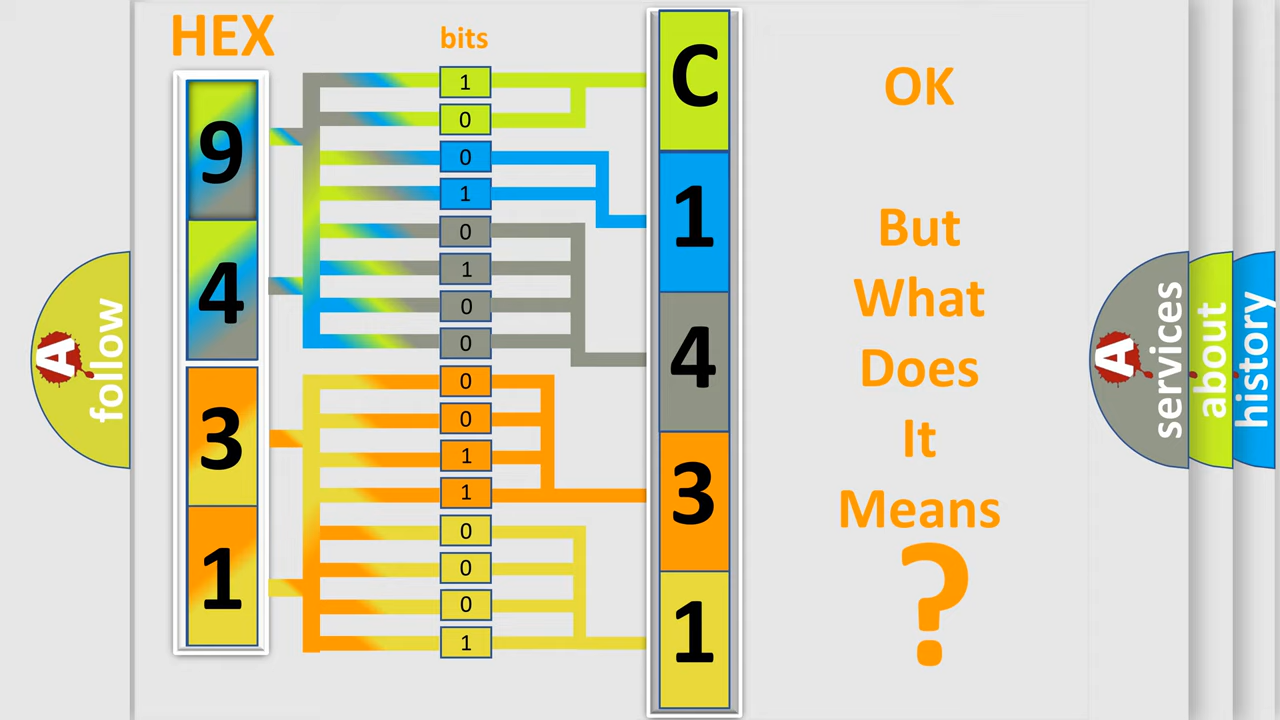 HEX
bits
9
4
3
1
1
0
0
1
0
1
0
0
0
0
1
1
0
0
0
1
C
1
4
3
1
OK
But
What
Does
It
Means
?
A
follow
A
services
about
history